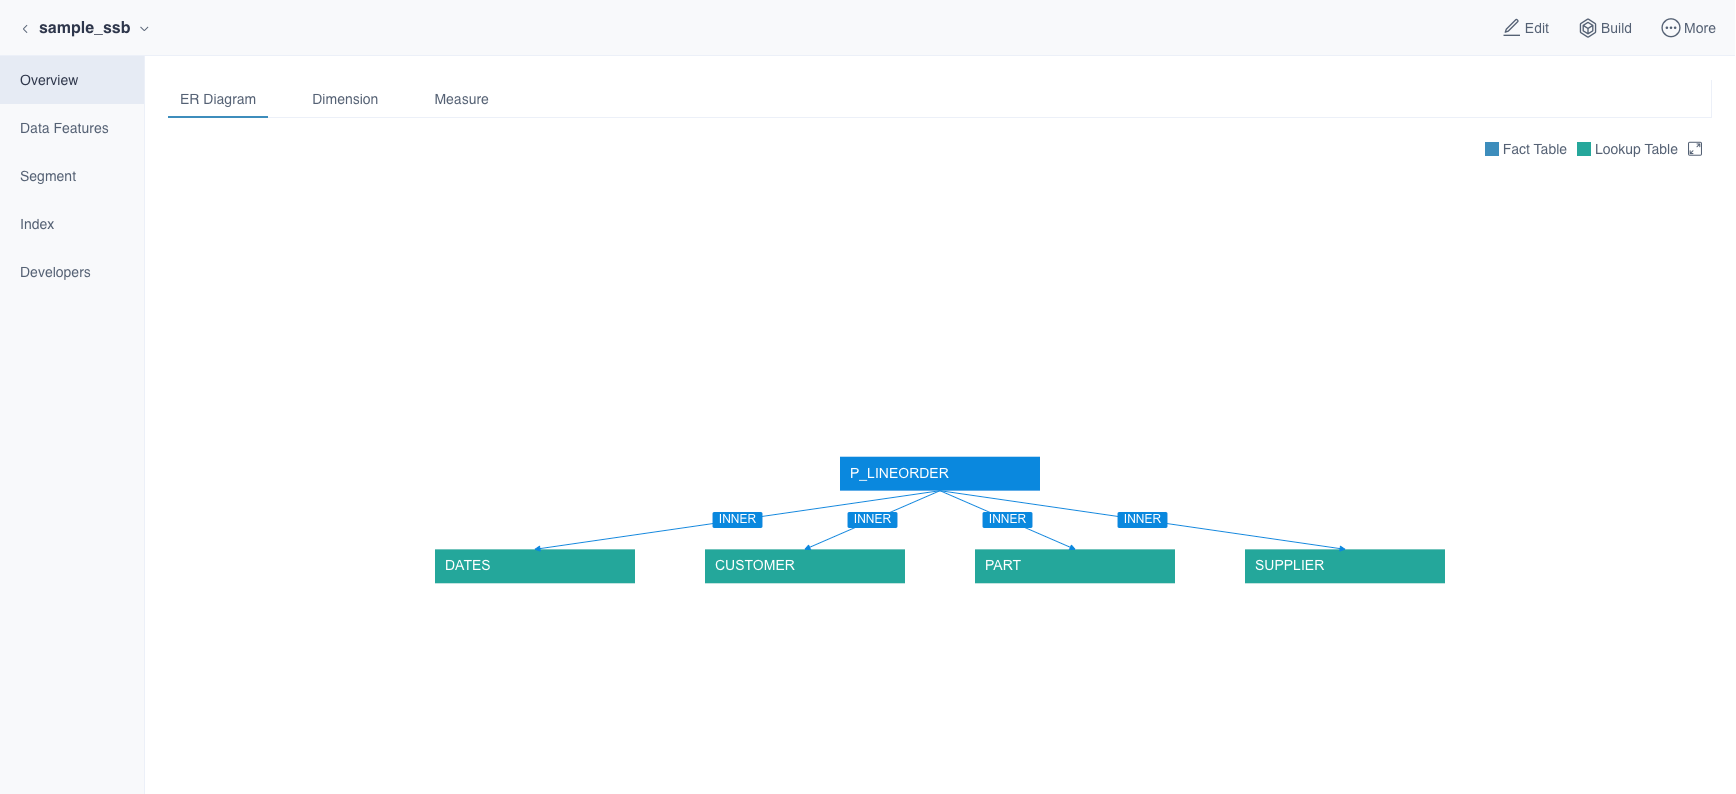 sample_ssb
Edit
Build
More
Overview
Data Features
Segment
Index
Developers
ER Diagram
Dimension
Measure
Fact Table
Lookup Table
P_LINEORDER
INNER
INNER
INNER
INNER
DATES
CUSTOMER
PART
SUPPLIER